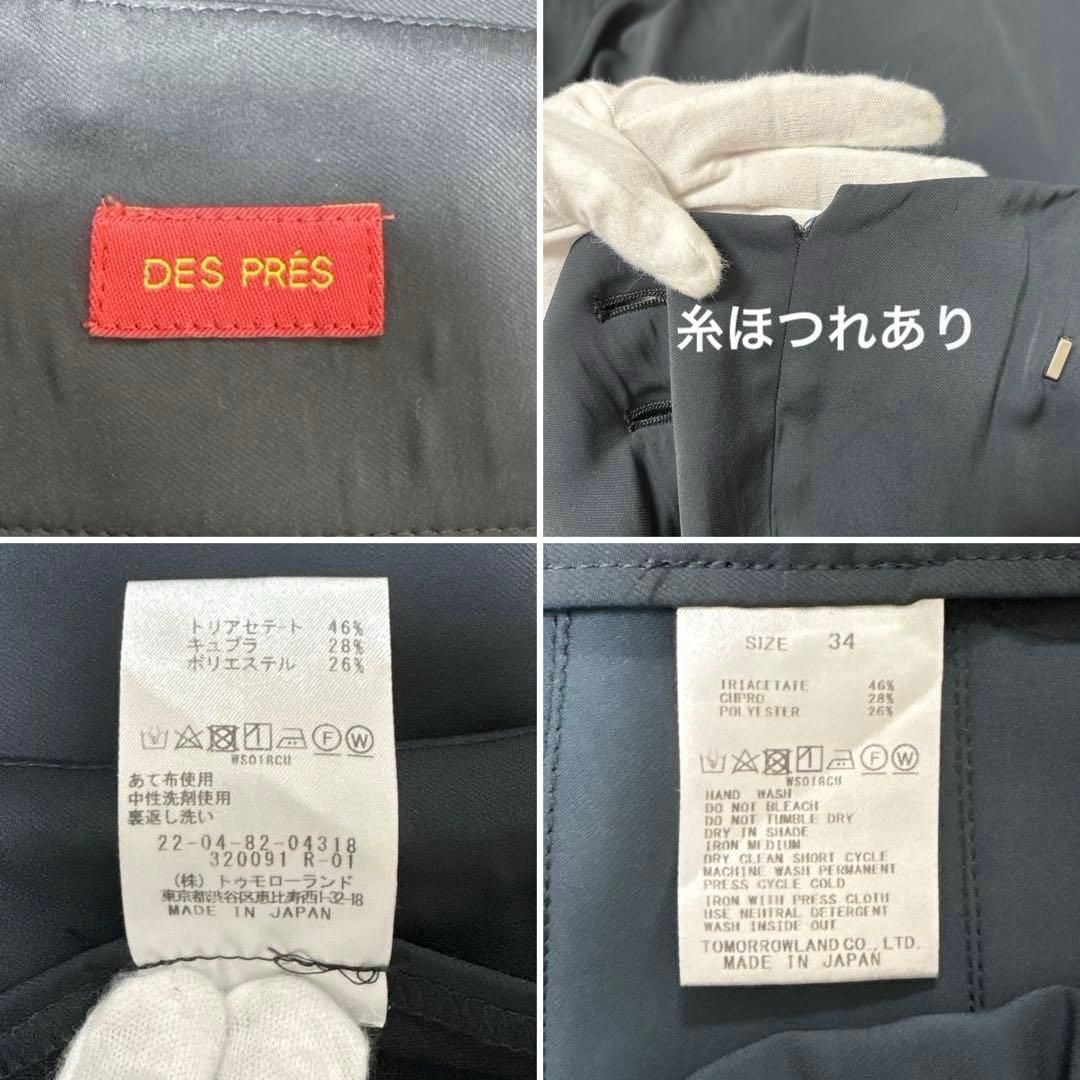 DES PRÉS
糸ほつれあり
トリアセテート 46%
キュプラ 28%
ポリエステル 26%
WS018CU
あて布使用
中性洗剤使用
裏返し洗い
22-04-82-04318
320091 R-01
(株)トゥモローランド
東京都渋谷区恵比寿西1-32-18
MADE IN JAPAN
SIZE 34
TRIACETATE 46%
CUPRO 28%
POLYESTER 26%
WS018CU
HAND WASH
DO NOT BLEACH
DO NOT TUMBLE DRY
DRY IN SHADE
IRON MEDIUM
DRY CLEAN SHORT CYCLE
MACHINE WASH PERMANENT
PRESS CYCLE COLD
IRON WITH PRESS CLOTH
USE NEUTRAL DETERGENT
WASH INSIDE OUT
TOMORROWLAND CO., LTD.
MADE IN JAPAN